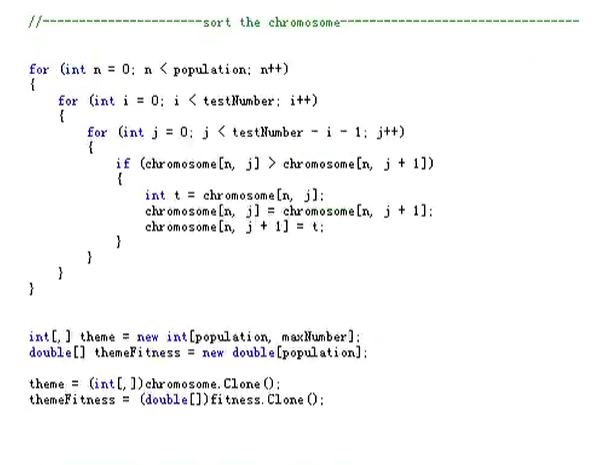 //----------------------sort the chromosome---------------------------------
for (int n = 0; n < population; n++)
{
for (int i = 0; i < testNumber; i++)
{
for (int j = 0; j < testNumber - i - 1; j++)
{
if (chromosome[n, j] > chromosome[n, j + 1])
{
int t = chromosome[n, j];
chromosome[n, j] = chromosome[n, j + 1];
chromosome[n, j + 1] = t;
}
}
}
}
int[,] theme = new int[population, maxNumber];
double[] themeFitness = new double[population];
theme = (int[,])chromosome.Clone();
themeFitness = (double[])fitness.Clone();